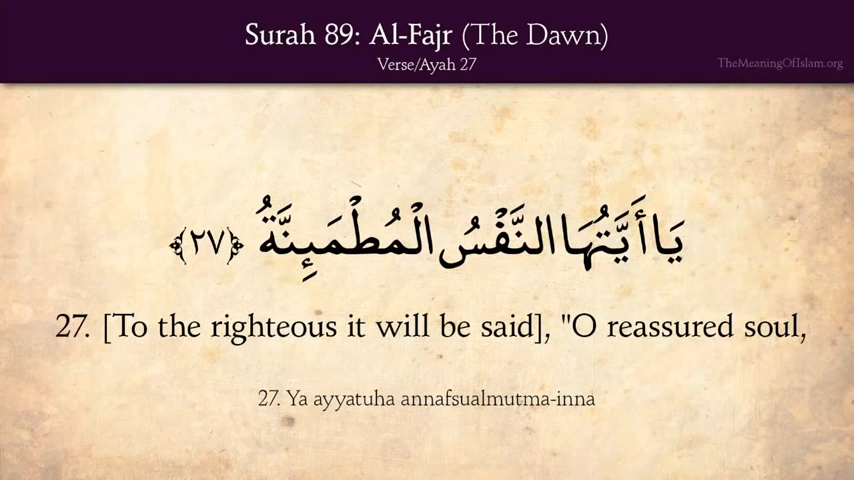 Surah 89: Al-Fajr (The Dawn)
Verse/Ayah 27
TheMeaningOfIslam.org
يَا أَيَّتُهَا النَّفْسُ الْمُطْمَئِنَّةُ ﴿٢٧﴾
27. [To the righteous it will be said], "O reassured soul,
27. Ya ayyatuha annafsualmutma-inna